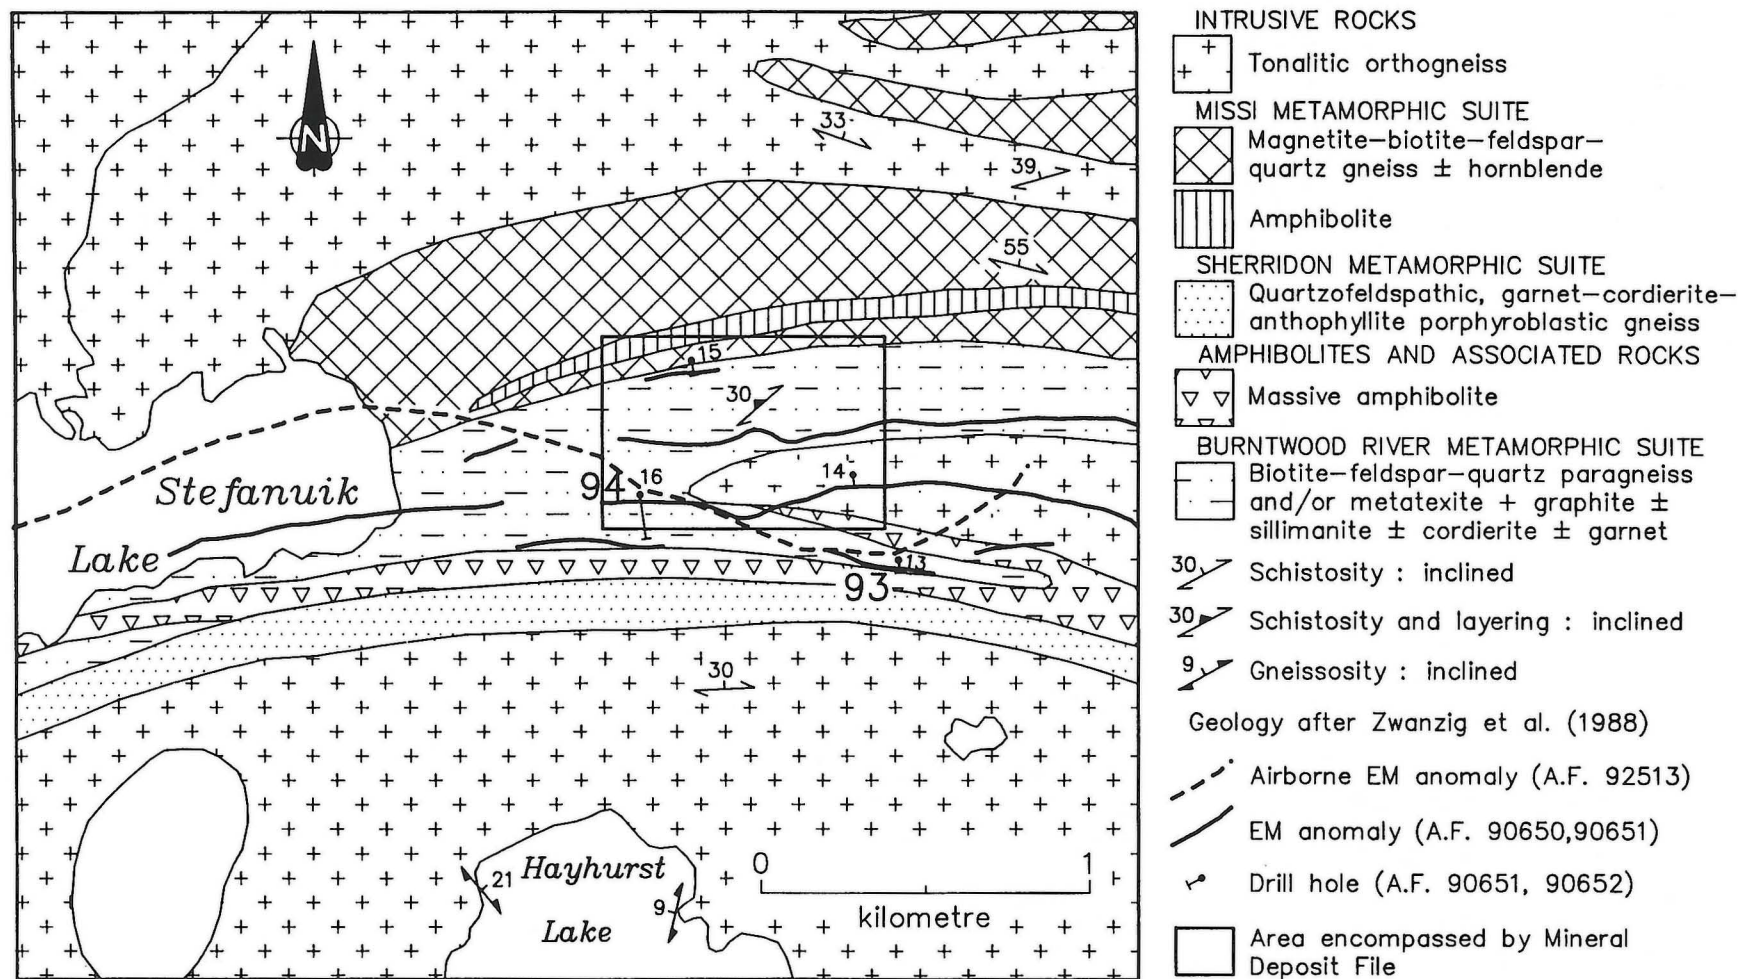 N
33
39
55
15
30
94
16
14
Stefanuik
Lake
13
93
30
21
Hayhurst
9
Lake
0 1
kilometre
INTRUSIVE ROCKS
Tonalitic orthogneiss
MISSI METAMORPHIC SUITE
Magnetite–biotite–feldspar–
quartz gneiss ± hornblende
Amphibolite
SHERRIDON METAMORPHIC SUITE
Quartzofeldspathic, garnet–cordierite–
anthophyllite porphyroblastic gneiss
AMPHIBOLITES AND ASSOCIATED ROCKS
Massive amphibolite
BURNTWOOD RIVER METAMORPHIC SUITE
Biotite–feldspar–quartz paragneiss
and/or metatexite + graphite ±
sillimanite ± cordierite ± garnet
30 Schistosity : inclined
30 Schistosity and layering : inclined
9 Gneissosity : inclined
Geology after Zwanzig et al. (1988)
Airborne EM anomaly (A.F. 92513)
EM anomaly (A.F. 90650,90651)
Drill hole (A.F. 90651, 90652)
Area encompassed by Mineral
Deposit File